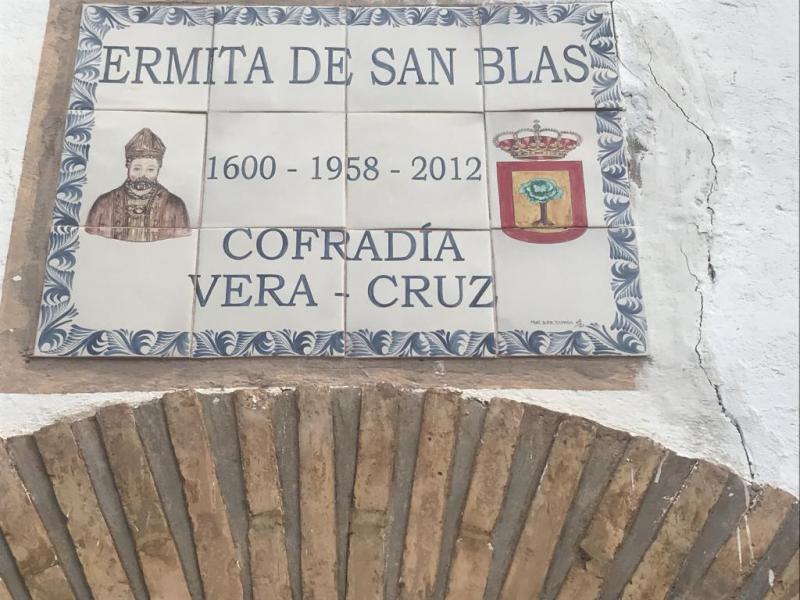 ERMITA DE SAN BLAS
1600 - 1958 - 2012
COFRADÍA
VERA - CRUZ